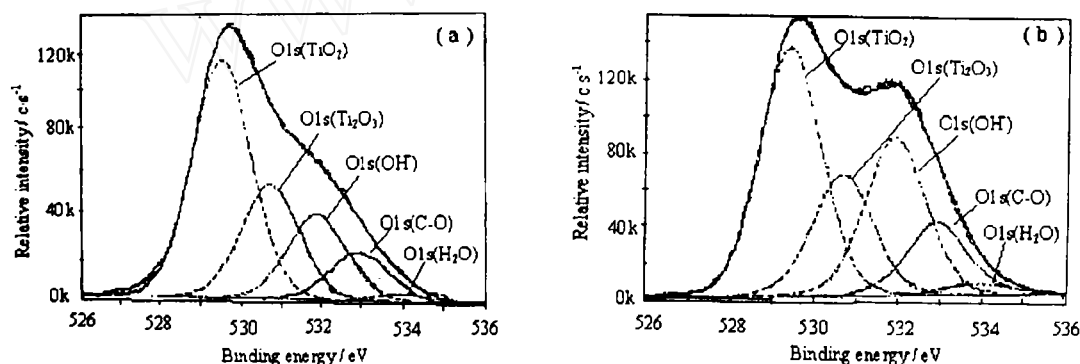 (a)
O1s(TiO₂)
O1s(Ti₂O₃)
O1s(OH⁻)
O1s(C-O)
O1s(H₂O)
120k
80k
40k
0k
Relative intensity / c·s⁻¹
526 528 530 532 534 536
Binding energy / eV
(b)
O1s(TiO₂)
O1s(Ti₂O₃)
O1s(OH⁻)
O1s(C-O)
O1s(H₂O)
120k
80k
40k
0k
Relative intensity / c·s⁻¹
526 528 530 532 534 536
Binding energy / eV